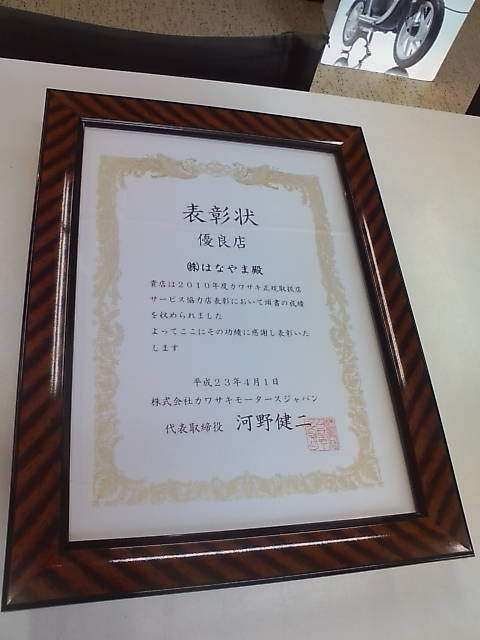 表彰状
優良店
㈱はなやま殿
貴店は2010年度カワサキ正規取扱店
サービス協力店表彰において頭書の成績
を収められました
よってここにその功績に感謝し表彰いた
します
平成23年4月1日
株式会社カワサキモータースジャパン
代表取締役 河野健二